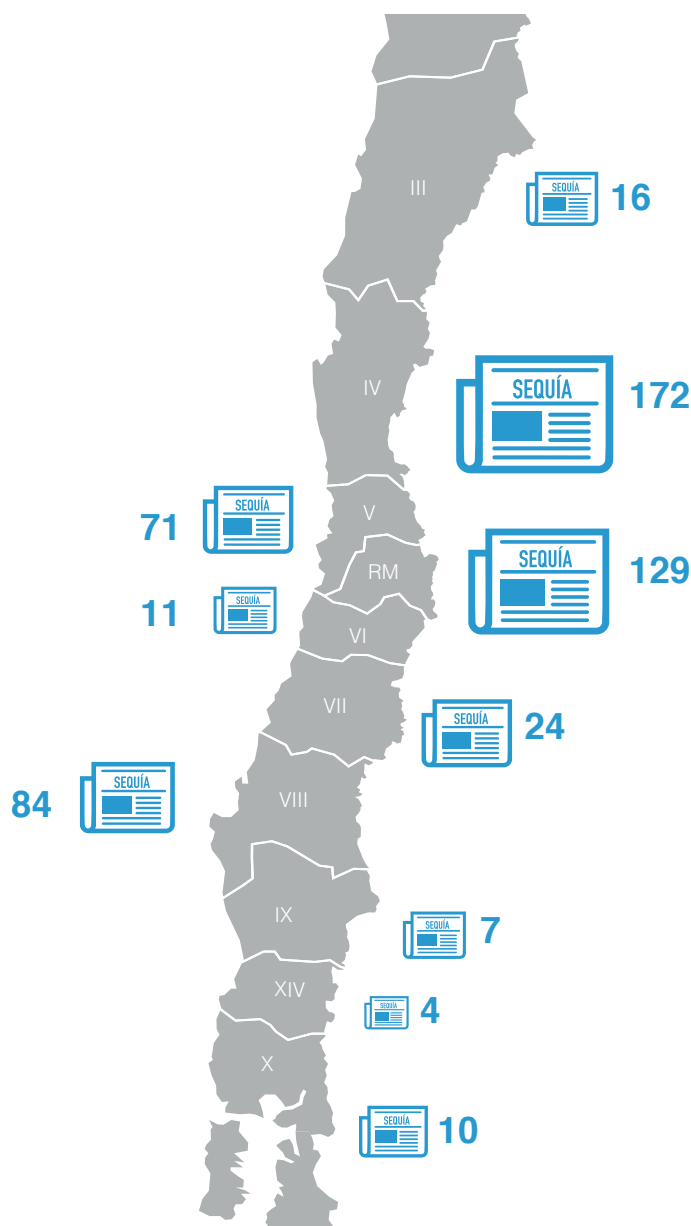 III
SEQUÍA
16
IV
SEQUÍA
172
71
SEQUÍA
V
RM
SEQUÍA
129
11
SEQUÍA
VI
VII
SEQUÍA
24
84
SEQUÍA
VIII
IX
SEQUÍA
7
XIV
SEQUÍA
4
X
SEQUÍA
10